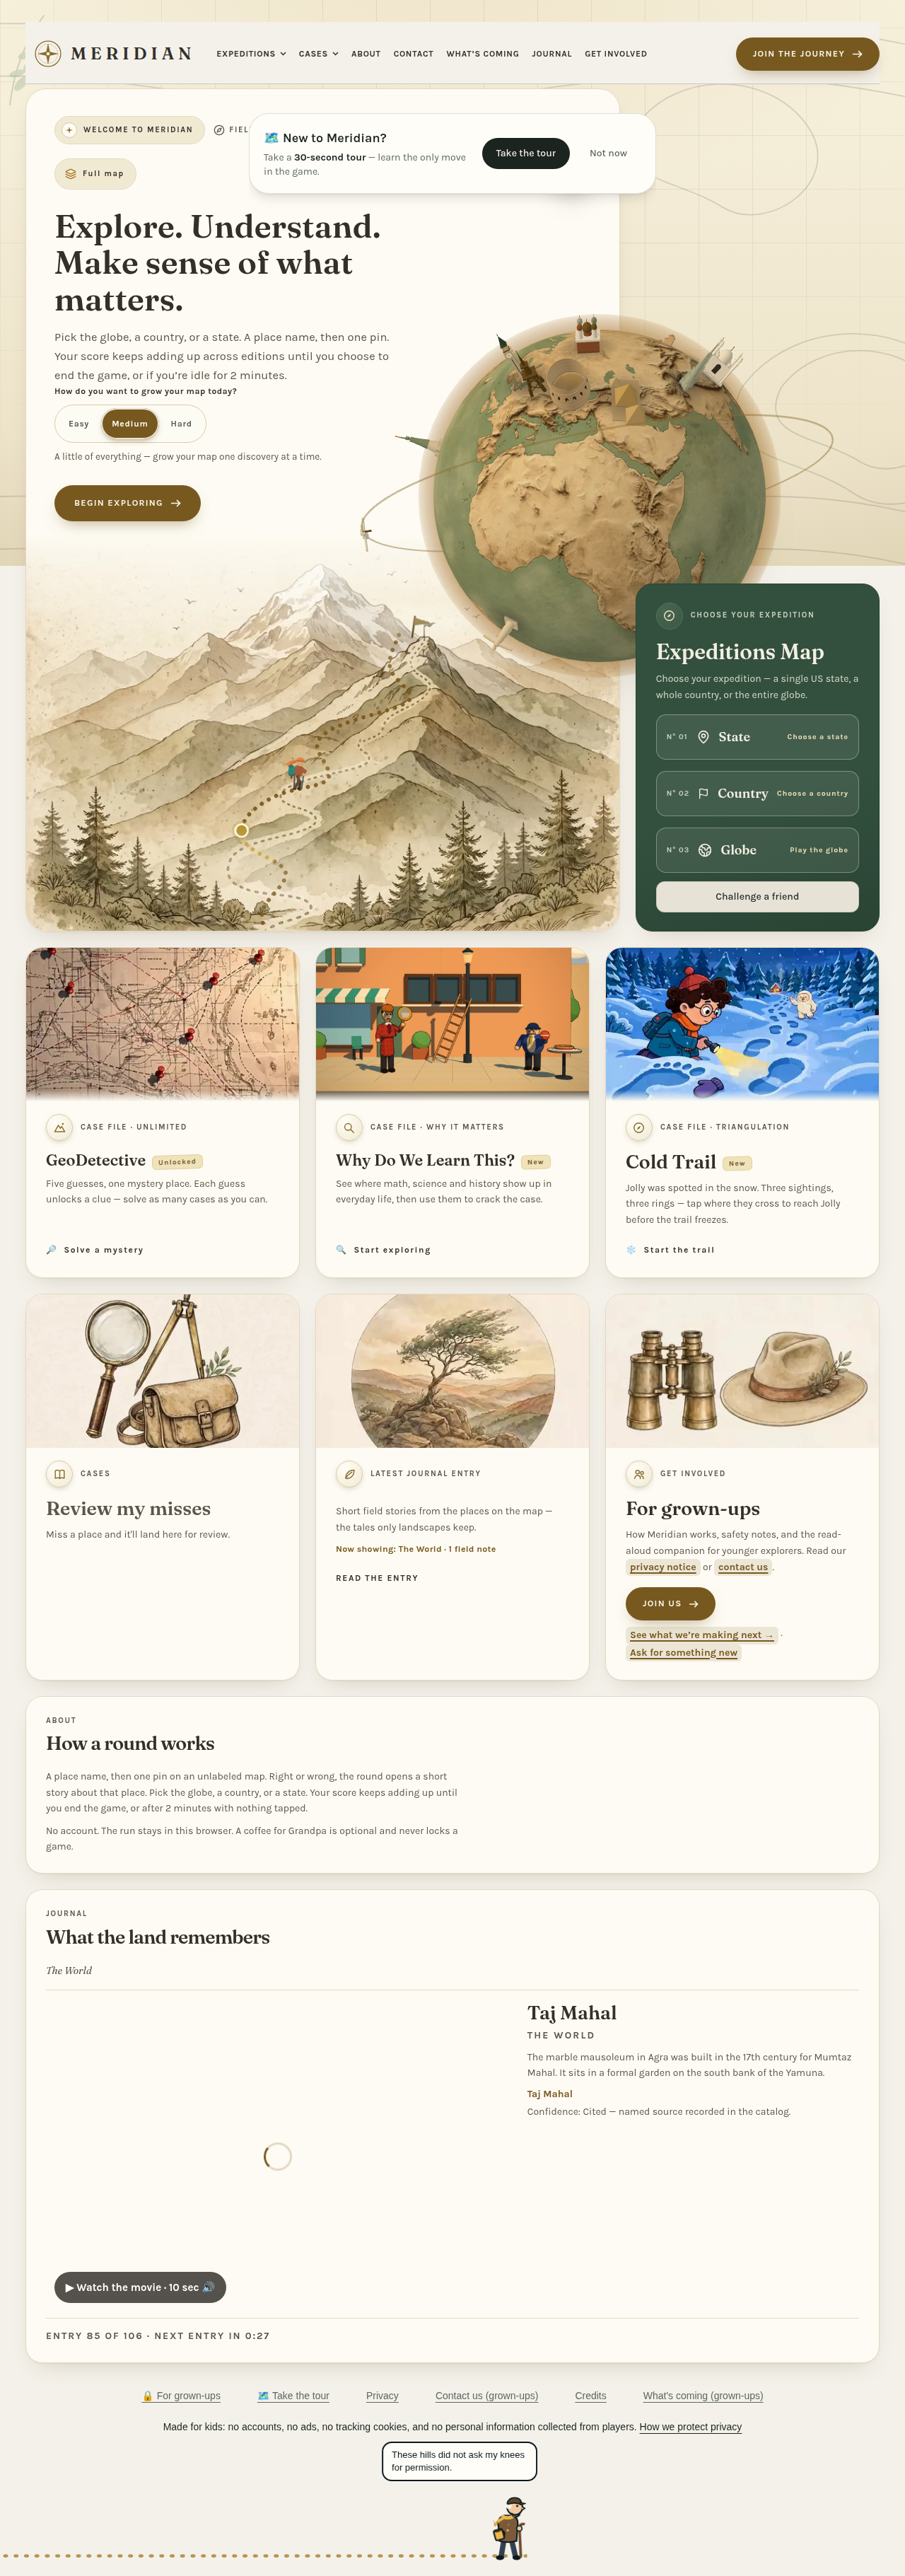 MERIDIAN
EXPEDITIONS
CASES
ABOUT
CONTACT
WHAT'S COMING
JOURNAL
GET INVOLVED
JOIN THE JOURNEY →
WELCOME TO MERIDIAN
🗺️ New to Meridian?
Take a 30-second tour — learn the only move
in the game.
Take the tour
Not now
Full map
Explore. Understand.
Make sense of what
matters.
Pick the globe, a country, or a state. A place name, then one pin.
Your score keeps adding up across editions until you choose to
end the game, or if you're idle for 2 minutes.
How do you want to grow your map today?
Easy
Medium
Hard
A little of everything — grow your map one discovery at a time.
BEGIN EXPLORING →
CHOOSE YOUR EXPEDITION
Expeditions Map
Choose your expedition — a single US state, a
whole country, or the entire globe.
N° 01 State Choose a state
N° 02 Country Choose a country
N° 03 Globe Play the globe
Challenge a friend
CASE FILE · UNLIMITED
GeoDetective Unlocked
Five guesses, one mystery place. Each guess
unlocks a clue — solve as many cases as you can.
🔎 Solve a mystery
CASE FILE · WHY IT MATTERS
Why Do We Learn This? New
See where math, science and history show up in
everyday life, then use them to crack the case.
🔍 Start exploring
CASE FILE · TRIANGULATION
Cold Trail New
Jolly was spotted in the snow. Three sightings,
three rings — tap where they cross to reach Jolly
before the trail freezes.
❄️ Start the trail
CASES
Review my misses
Miss a place and it'll land here for review.
LATEST JOURNAL ENTRY
Short field stories from the places on the map —
the tales only landscapes keep.
Now showing: The World · 1 field note
READ THE ENTRY
GET INVOLVED
For grown-ups
How Meridian works, safety notes, and the read-
aloud companion for younger explorers. Read our
privacy notice or contact us.
JOIN US →
See what we're making next → ·
Ask for something new
ABOUT
How a round works
A place name, then one pin on an unlabeled map. Right or wrong, the round opens a short
story about that place. Pick the globe, a country, or a state. Your score keeps adding up until
you end the game, or after 2 minutes with nothing tapped.
No account. The run stays in this browser. A coffee for Grandpa is optional and never locks a
game.
JOURNAL
What the land remembers
The World
Taj Mahal
THE WORLD
The marble mausoleum in Agra was built in the 17th century for Mumtaz
Mahal. It sits in a formal garden on the south bank of the Yamuna.
Taj Mahal
Confidence: Cited — named source recorded in the catalog.
▶ Watch the movie · 10 sec 🔊
ENTRY 85 OF 106 · NEXT ENTRY IN 0:27
🔒 For grown-ups
🗺️ Take the tour
Privacy
Contact us (grown-ups)
Credits
What's coming (grown-ups)
Made for kids: no accounts, no ads, no tracking cookies, and no personal information collected from players. How we protect privacy
These hills did not ask my knees
for permission.